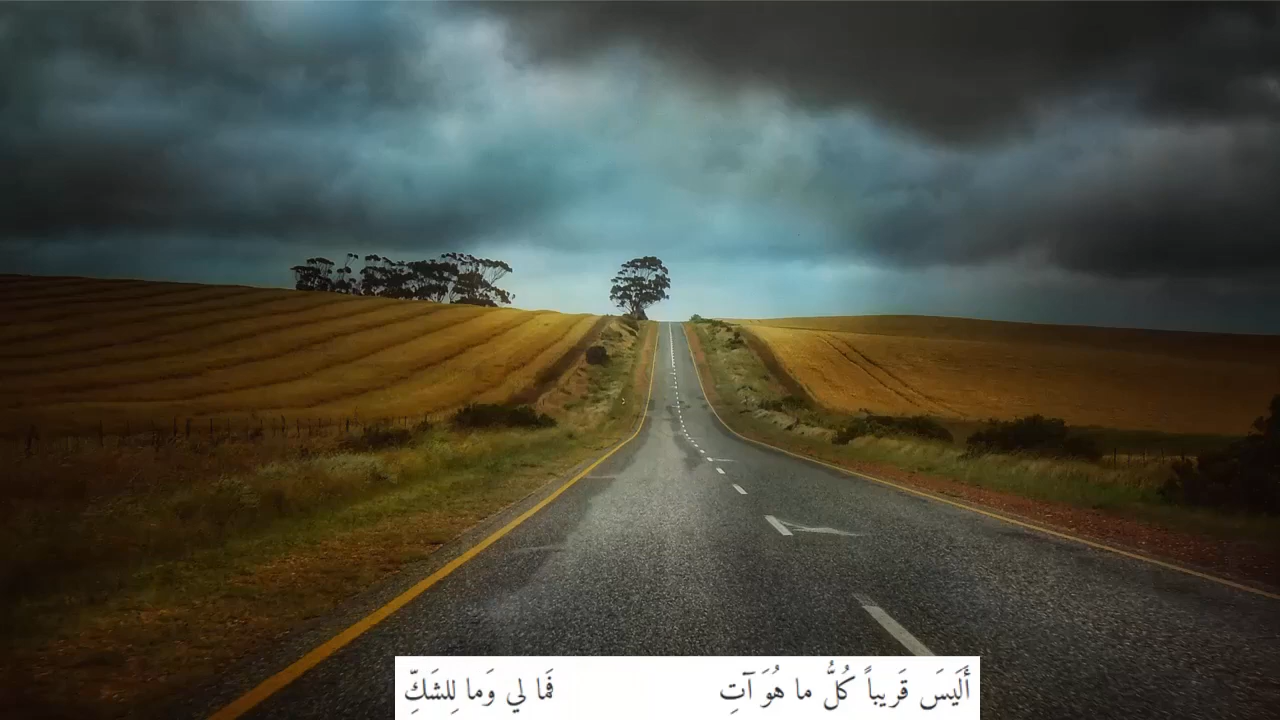 أَلَيسَ قَريباً كُلُّ ما هُوَ آتِ فَما لي وَما لِلشَكِّ